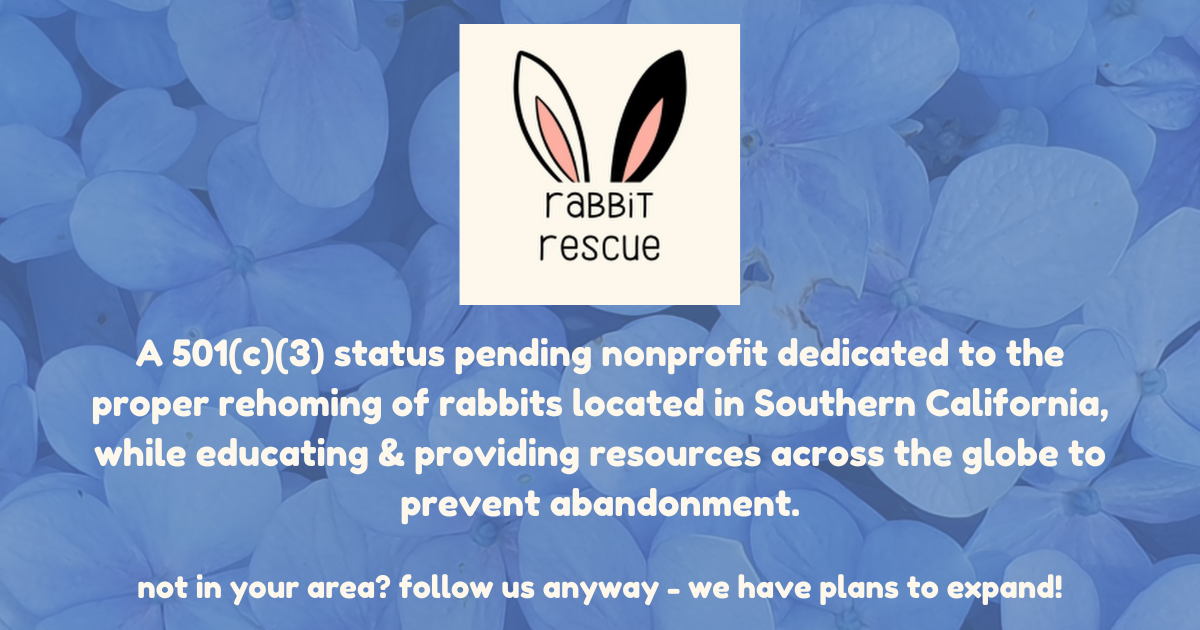 raBBiT
rescue
A 501(c)(3) status pending nonprofit dedicated to the
proper rehoming of rabbits located in Southern California,
while educating & providing resources across the globe to
prevent abandonment.
not in your area? follow us anyway - we have plans to expand!